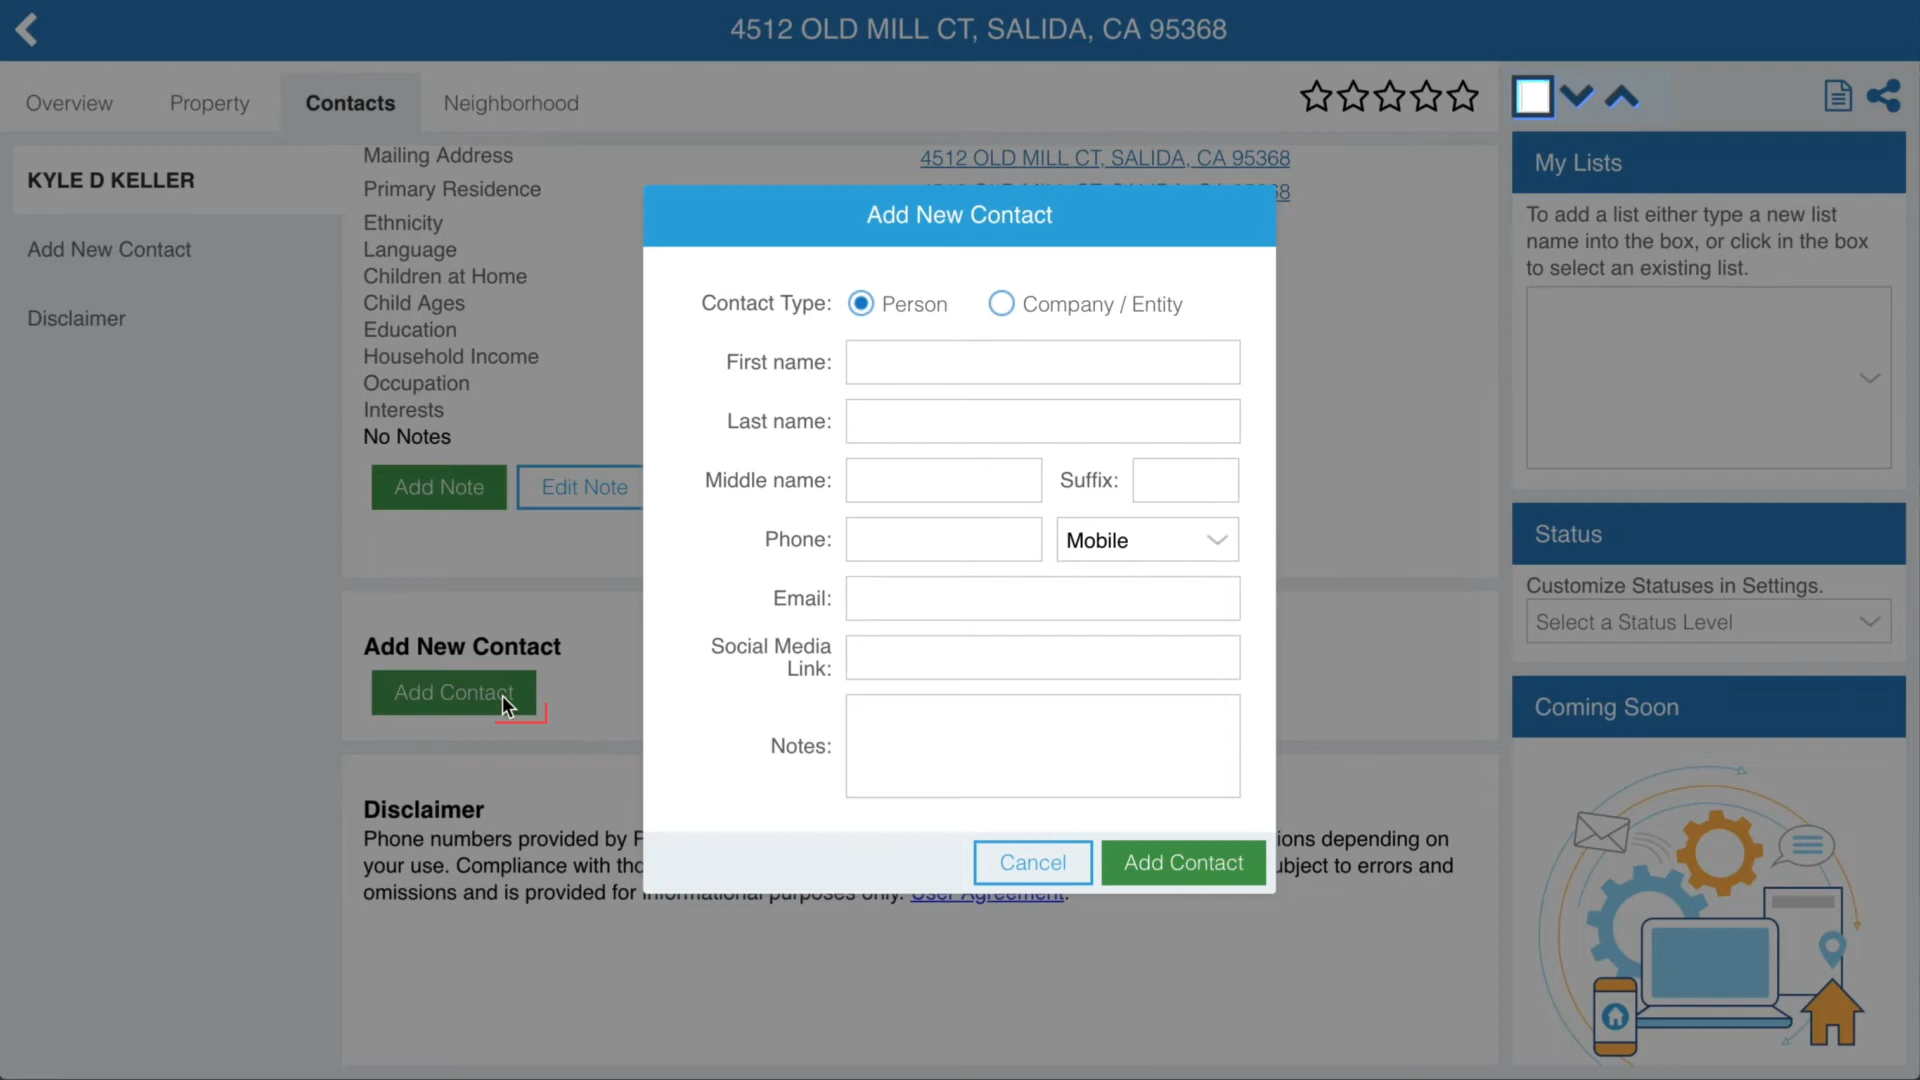 4512 OLD MILL CT, SALIDA, CA 95368
Overview
Property
Contacts
Neighborhood
KYLE D KELLER
Add New Contact
Disclaimer
Mailing Address
4512 OLD MILL CT, SALIDA, CA 95368
Primary Residence
Ethnicity
Language
Children at Home
Child Ages
Education
Household Income
Occupation
Interests
No Notes
Add Note
Edit Note
Add New Contact
Add Contact
Disclaimer
Phone numbers provided by
ions depending on
your use. Compliance with
ubject to errors and
omissions and is provided for informational purposes only. User Agreement.
Add New Contact
Contact Type:
Person
Company / Entity
First name:
Last name:
Middle name:
Suffix:
Phone:
Mobile
Email:
Social Media
Link:
Notes:
Cancel
Add Contact
My Lists
To add a list either type a new list
name into the box, or click in the box
to select an existing list.
Status
Customize Statuses in Settings.
Select a Status Level
Coming Soon